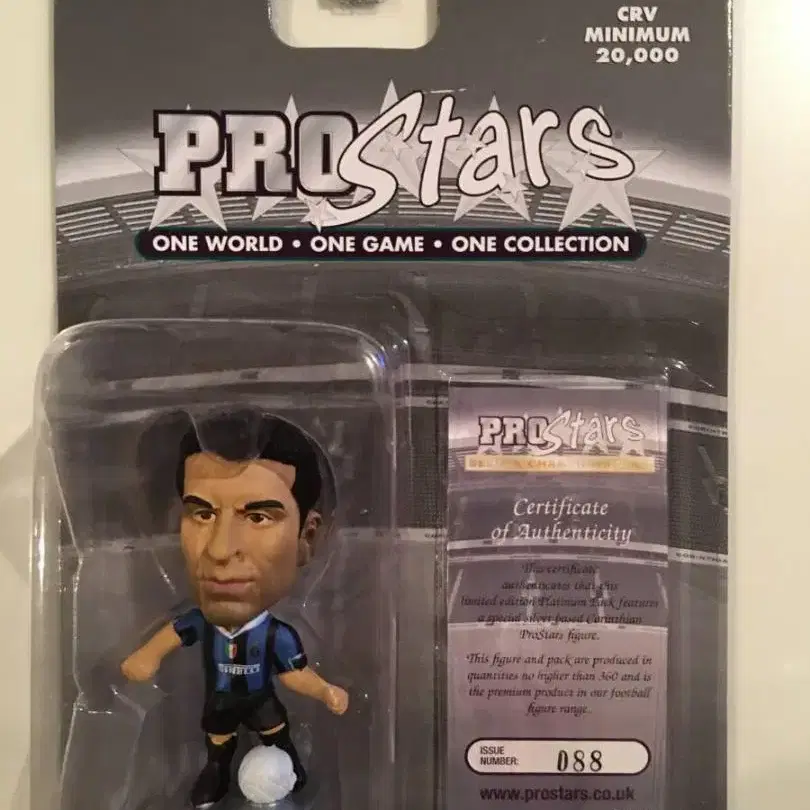 CRV
MINIMUM
20,000
PROStars
ONE WORLD • ONE GAME • ONE COLLECTION
PROStars
Certificate
of Authenticity
This certificate
authenticates that this
limited edition Platinum Pack features
a special silver based Corinthian
ProStars figure.
This figure and pack are produced in
quantities no higher than 360 and is
the premium product in our football
figure range.
ISSUE
NUMBER:
088
www.prostars.co.uk
PIRELLI